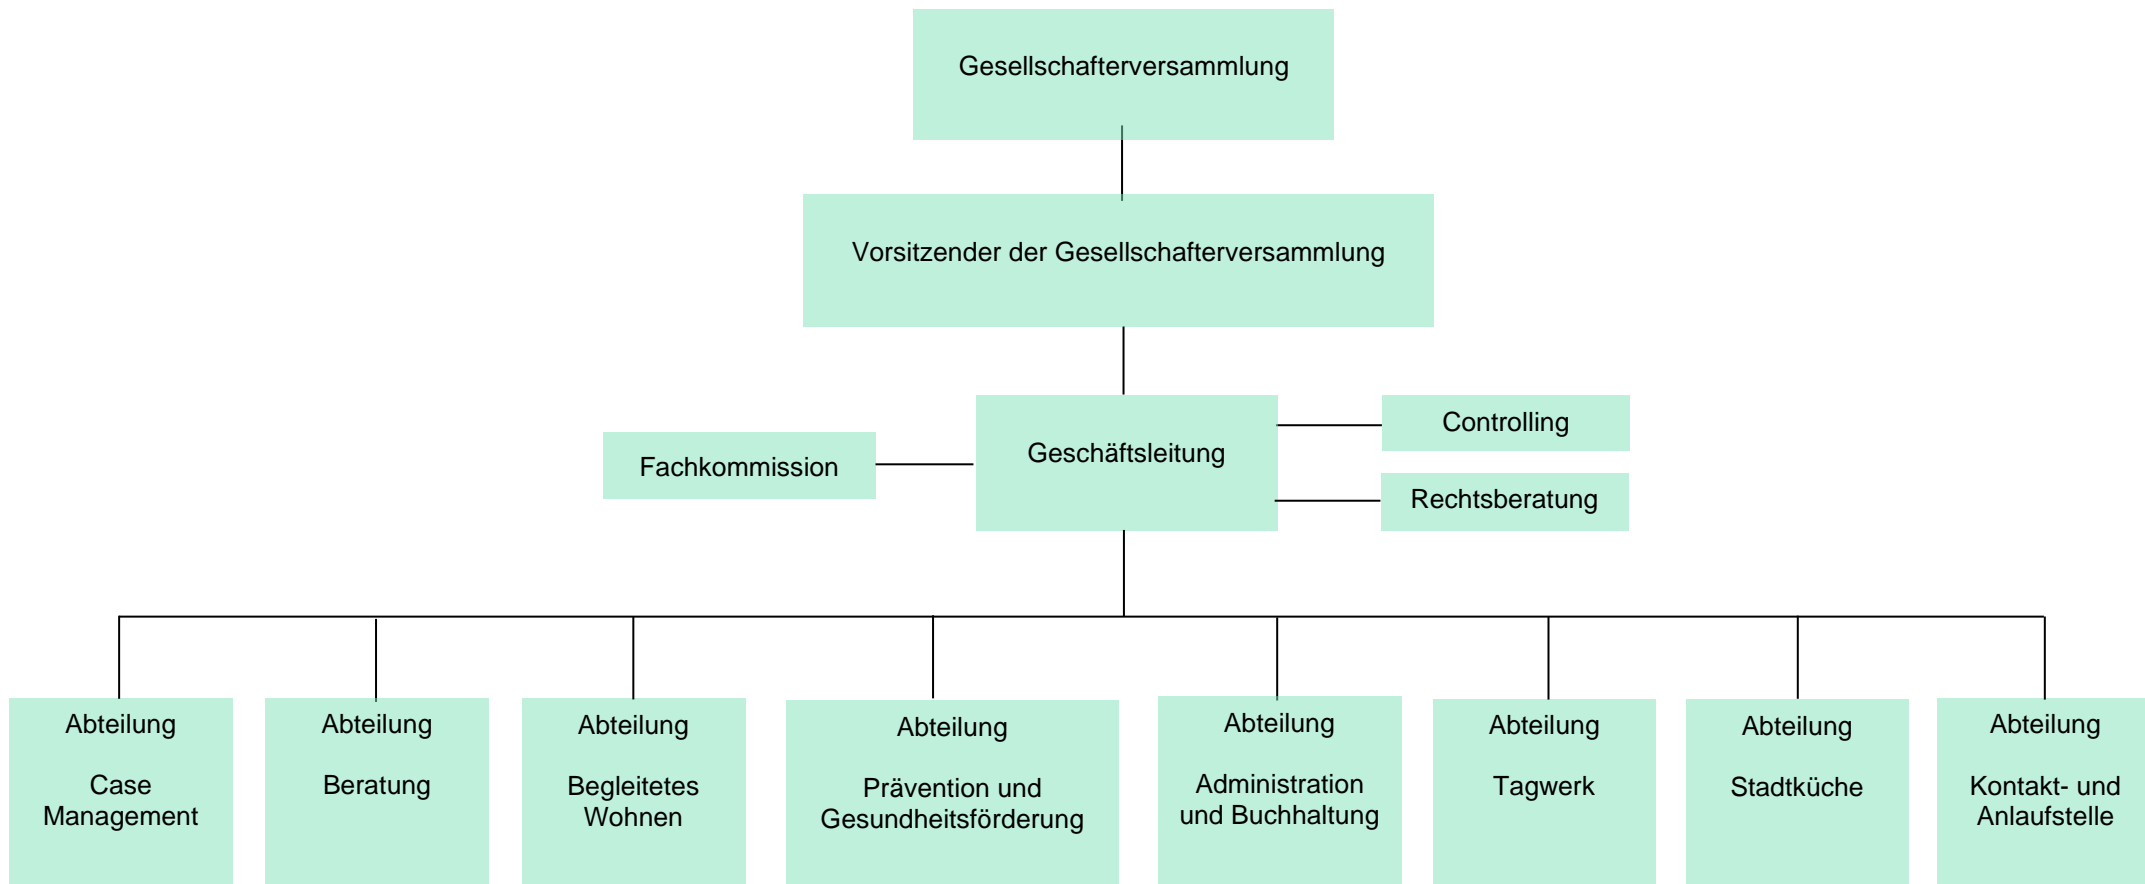 Gesellschafterversammlung
Vorsitzender der Gesellschafterversammlung
Geschäftsleitung
Fachkommission
Controlling
Rechtsberatung
Abteilung
Case
Management
Abteilung
Beratung
Abteilung
Begleitetes
Wohnen
Abteilung
Prävention und
Gesundheitsförderung
Abteilung
Administration
und Buchhaltung
Abteilung
Tagwerk
Abteilung
Stadtküche
Abteilung
Kontakt- und
Anlaufstelle